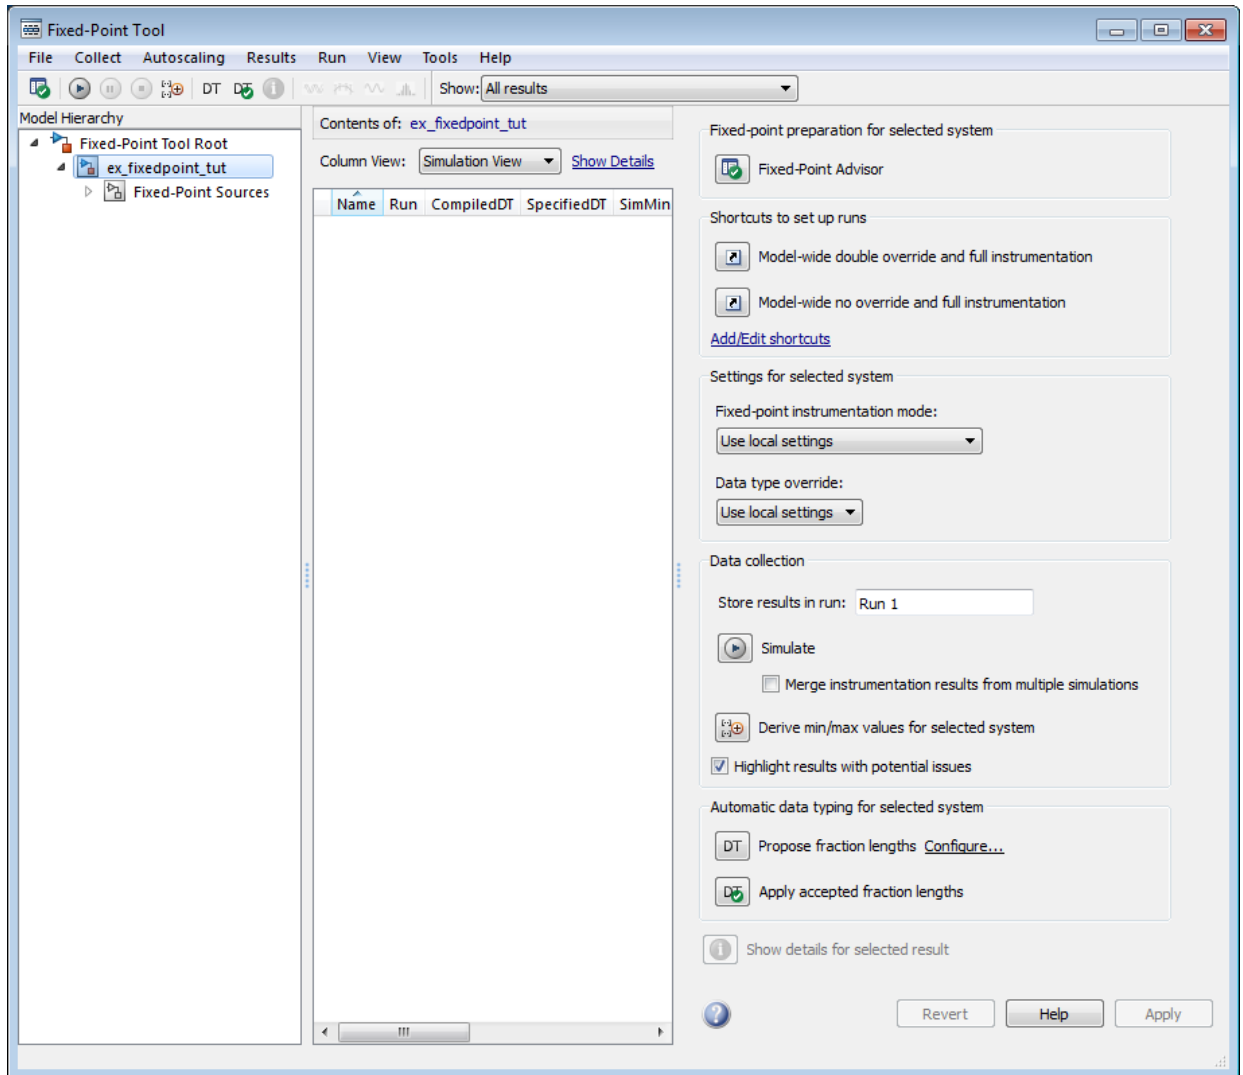 Fixed-Point Tool
File Collect Autoscaling Results Run View Tools Help
DT DT Show: All results
Model Hierarchy
Fixed-Point Tool Root
ex_fixedpoint_tut
Fixed-Point Sources
Contents of: ex_fixedpoint_tut
Column View: Simulation View Show Details
Name Run CompiledDT SpecifiedDT SimMin
Fixed-point preparation for selected system
Fixed-Point Advisor
Shortcuts to set up runs
Model-wide double override and full instrumentation
Model-wide no override and full instrumentation
Add/Edit shortcuts
Settings for selected system
Fixed-point instrumentation mode:
Use local settings
Data type override:
Use local settings
Data collection
Store results in run: Run 1
Simulate
Merge instrumentation results from multiple simulations
Derive min/max values for selected system
Highlight results with potential issues
Automatic data typing for selected system
DT Propose fraction lengths Configure...
DT Apply accepted fraction lengths
Show details for selected result
Revert Help Apply